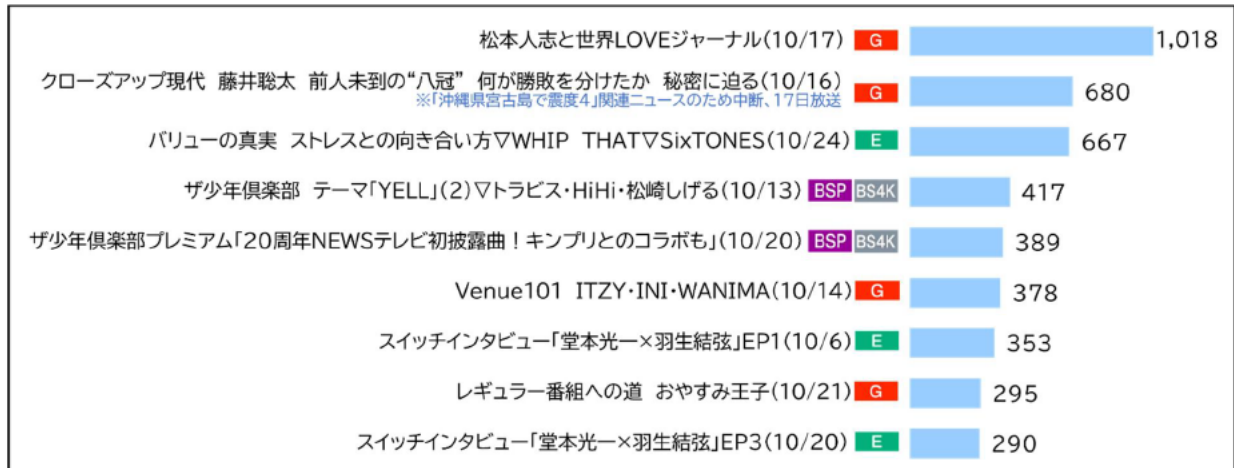 松本人志と世界LOVEジャーナル(10/17) G 1,018
クローズアップ現代 藤井聡太 前人未到の“八冠” 何が勝敗を分けたか 秘密に迫る(10/16)
※「沖縄県宮古島で震度4」関連ニュースのため中断、17日放送 G 680
バリューの真実 ストレスとの向き合い方▽WHIP THAT▽SixTONES(10/24) E 667
ザ少年倶楽部 テーマ「YELL」(2)▽トラビス・HiHi・松崎しげる(10/13) BSP BS4K 417
ザ少年倶楽部プレミアム「20周年NEWSテレビ初披露曲！キンプリとのコラボも」(10/20) BSP BS4K 389
Venue101 ITZY・INI・WANIMA(10/14) G 378
スイッチインタビュー「堂本光一×羽生結弦」EP1(10/6) E 353
レギュラー番組への道 おやすみ王子(10/21) G 295
スイッチインタビュー「堂本光一×羽生結弦」EP3(10/20) E 290